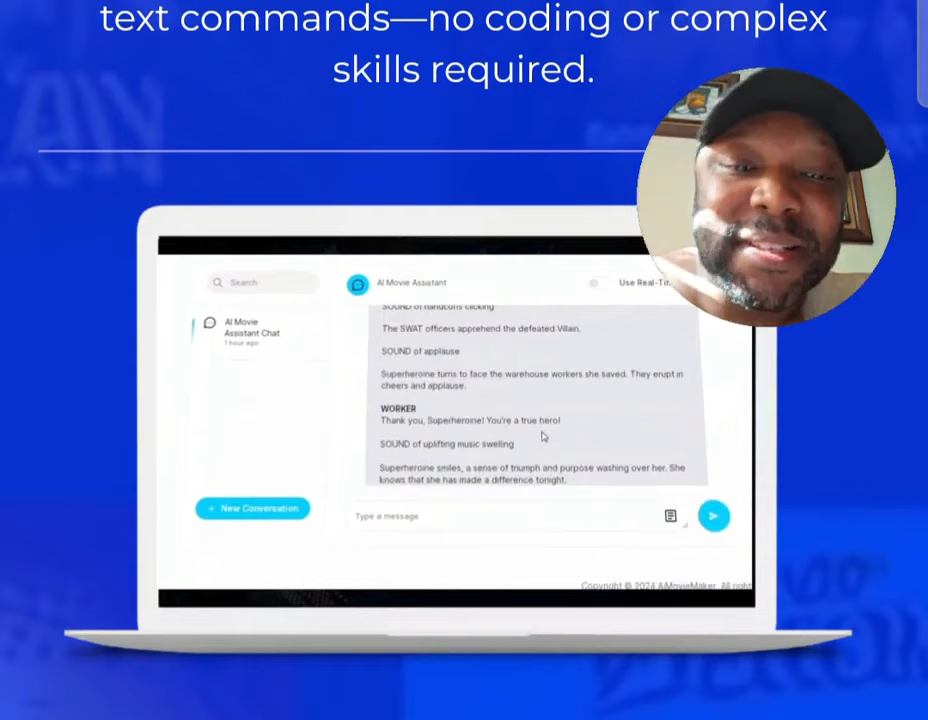 text commands—no coding or complex
skills required.
Search
AI Movie Assistant
Use Real-Ti
AI Movie
Assistant Chat
1 hour ago
SOUND of handcuffs clicking
The SWAT officers apprehend the defeated Villain.
SOUND of applause
Superheroine turns to face the warehouse workers she saved. They erupt in
cheers and applause.
WORKER
Thank you, Superheroine! You're a true hero!
SOUND of uplifting music swelling
Superheroine smiles, a sense of triumph and purpose washing over her. She
knows that she has made a difference tonight.
+ New Conversation
Type a message
Copyright © 2024 AiMovieMaker. All right